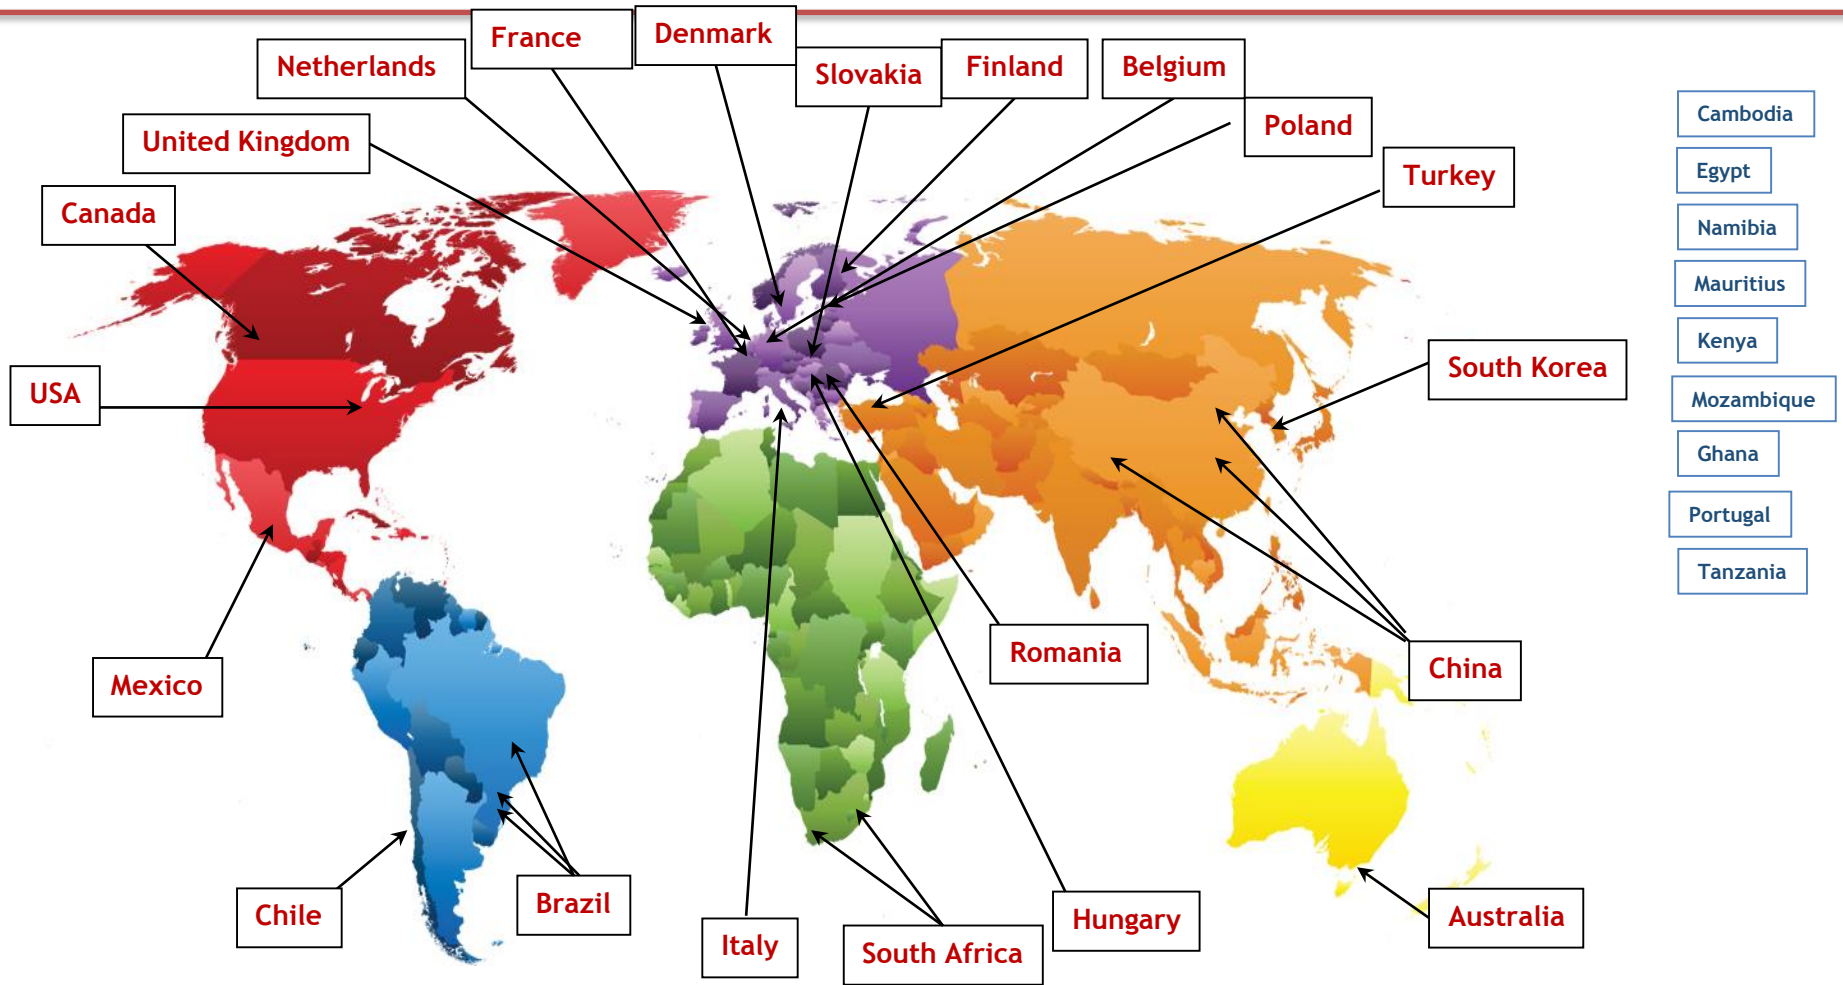 France
Denmark
Netherlands
Slovakia
Finland
Belgium
United Kingdom
Poland
Turkey
Canada
USA
South Korea
Mexico
Romania
China
Chile
Brazil
Italy
South Africa
Hungary
Australia
Cambodia
Egypt
Namibia
Mauritius
Kenya
Mozambique
Ghana
Portugal
Tanzania